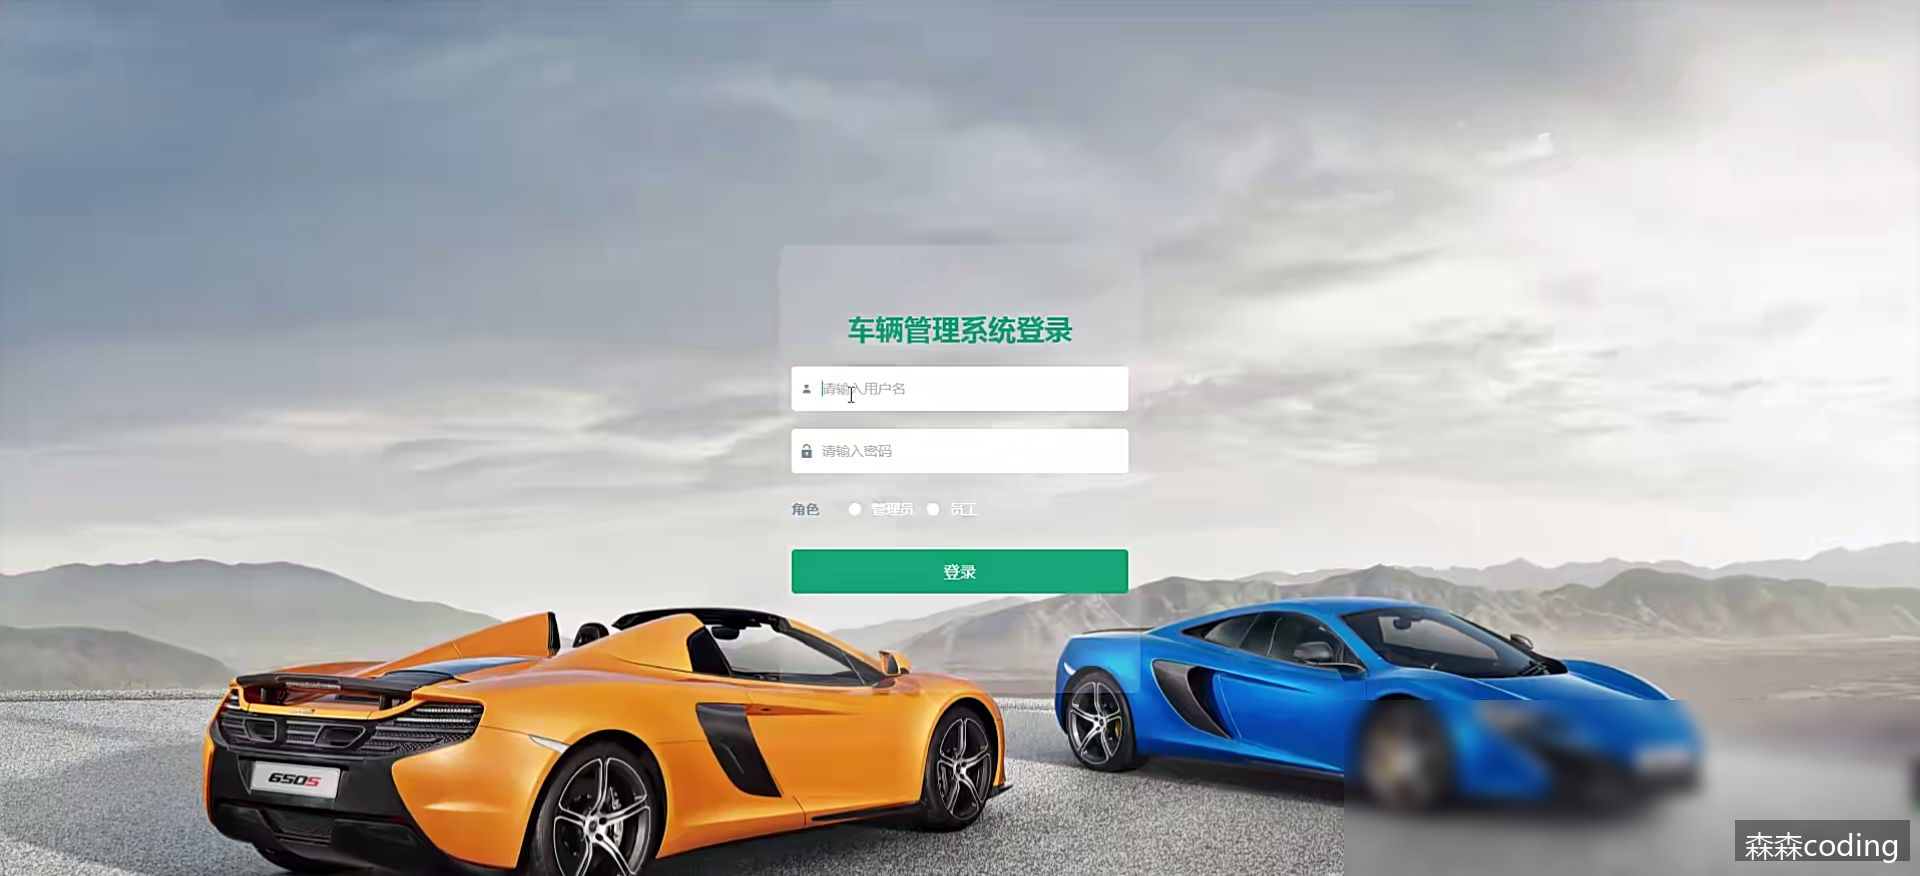 车辆管理系统登录
请输入用户名
请输入密码
角色 管理员 员工
登录
650S
森森coding